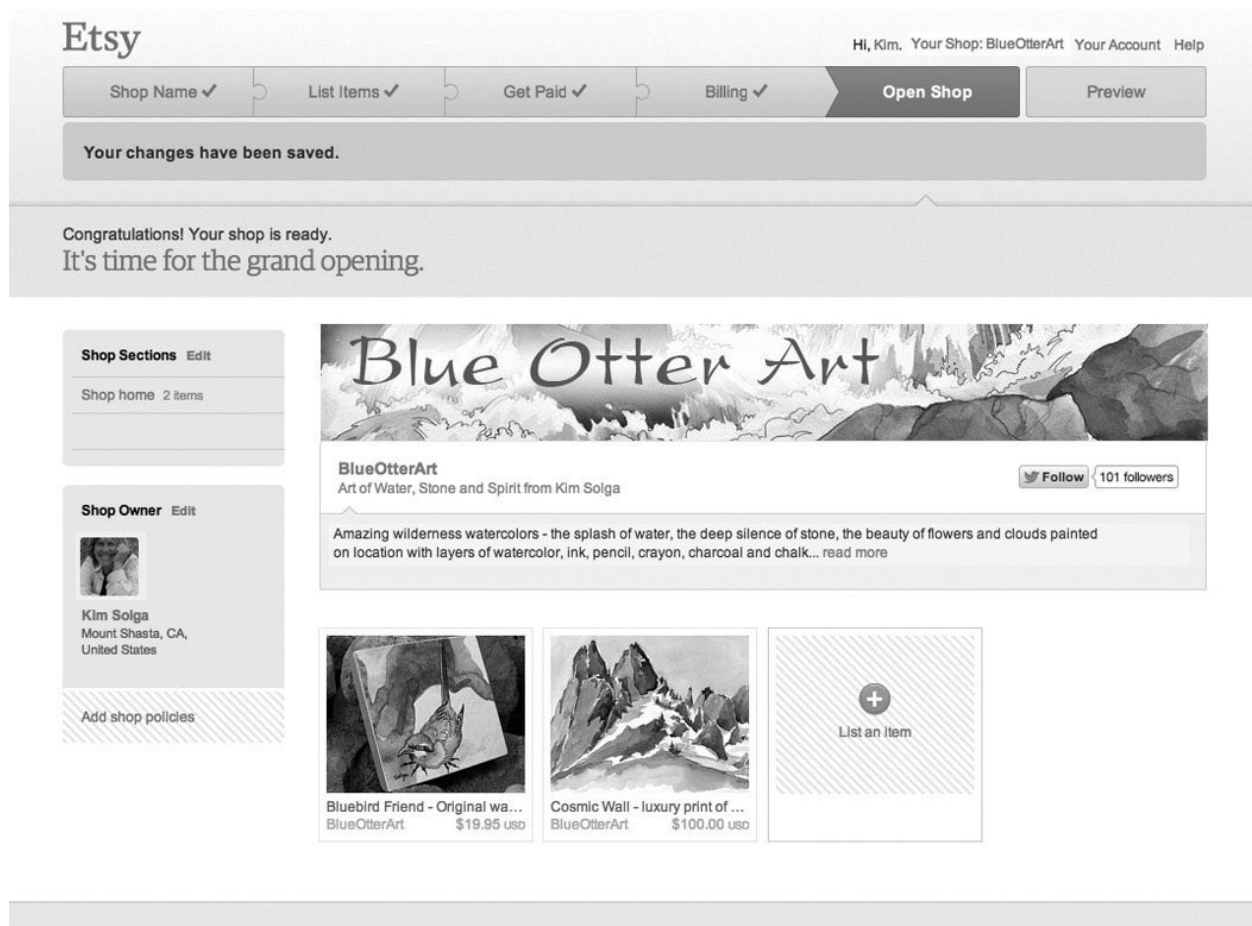 Etsy
Hi, Kim. Your Shop: BlueOtterArt Your Account Help
Shop Name ✓ List Items ✓ Get Paid ✓ Billing ✓ Open Shop Preview
Your changes have been saved.
Congratulations! Your shop is ready.
It's time for the grand opening.
Shop Sections Edit
Shop home 2 items
Shop Owner Edit
Kim Solga
Mount Shasta, CA,
United States
Add shop policies
Blue Otter Art
BlueOtterArt
Art of Water, Stone and Spirit from Kim Solga
Follow 101 followers
Amazing wilderness watercolors - the splash of water, the deep silence of stone, the beauty of flowers and clouds painted
on location with layers of watercolor, ink, pencil, crayon, charcoal and chalk... read more
Bluebird Friend - Original wa...
BlueOtterArt $19.95 USD
Cosmic Wall - luxury print of ...
BlueOtterArt $100.00 USD
List an item